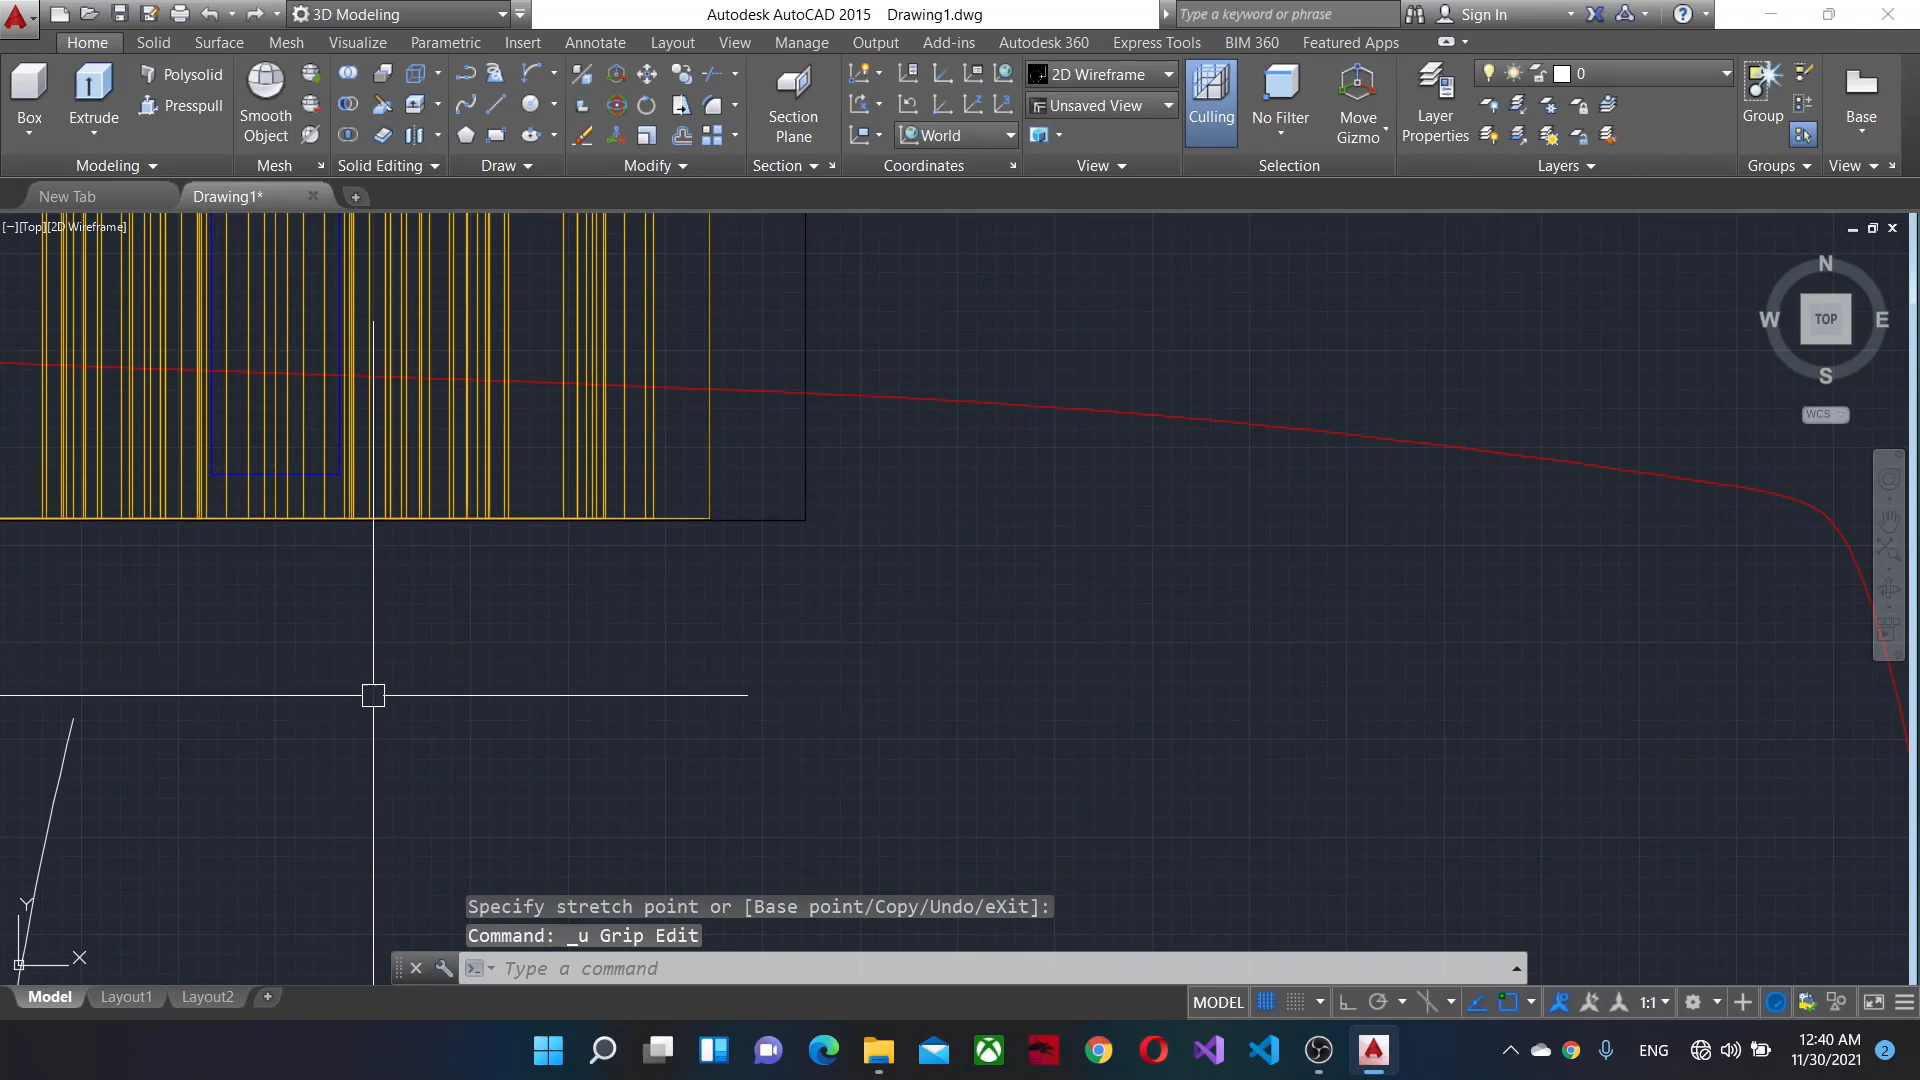 3D Modeling
Autodesk AutoCAD 2015 Drawing1.dwg
Type a keyword or phrase
Sign In
Home Solid Surface Mesh Visualize Parametric Insert Annotate Layout View Manage Output Add-ins Autodesk 360 Express Tools BIM 360 Featured Apps
Box
Extrude
Polysolid
Presspull
Smooth
Object
World
2D Wireframe
Unsaved View
Section
Plane
Culling
No Filter
Move
Gizmo
Layer
Properties
0
Group
Base
Modeling Mesh Solid Editing Draw Modify Section Coordinates View Selection Layers Groups View
New Tab Drawing1*
[−][Top][2D Wireframe]
N
W TOP E
S
WCS
Y
X
Specify stretch point or [Base point/Copy/Undo/eXit]:
Command: _u Grip Edit
Type a command
Model Layout1 Layout2
MODEL 1:1
ENG
12:40 AM
11/30/2021
2